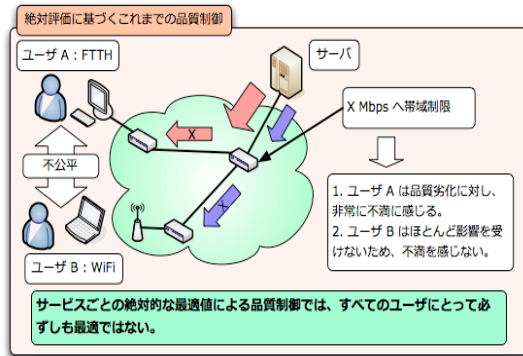 絶対評価に基づくこれまでの品質制御
ユーザ A : FTTH
サーバ
X Mbps へ帯域制限
X
不公平
X
1. ユーザ A は品質劣化に対し、
非常に不満に感じる。
2. ユーザ B はほとんど影響を受
けないため、不満を感じない。
ユーザ B : WiFi
サービスごとの絶対的な最適値による品質制御では、すべてのユーザにとって必
ずしも最適ではない。